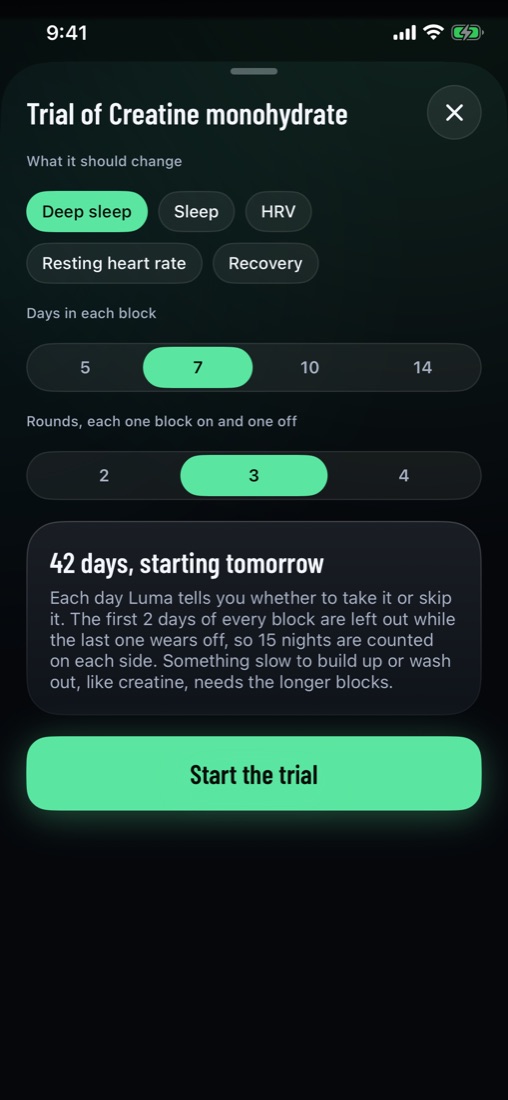 9:41
Trial of Creatine monohydrate
What it should change
Deep sleep
Sleep
HRV
Resting heart rate
Recovery
Days in each block
5
7
10
14
Rounds, each one block on and one off
2
3
4
42 days, starting tomorrow
Each day Luma tells you whether to take it or skip
it. The first 2 days of every block are left out while
the last one wears off, so 15 nights are counted
on each side. Something slow to build up or wash
out, like creatine, needs the longer blocks.
Start the trial